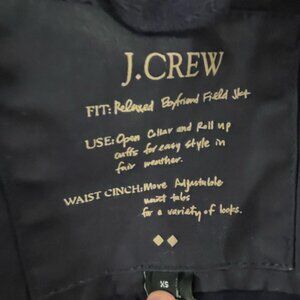 J.CREW
FIT: Relaxed Boyfriend Field Jkt
USE: Open Collar and Roll up
cuffs for easy style in
fair weather.
WAIST CINCH: Move Adjustable
waist tabs
for a variety of looks.
XS